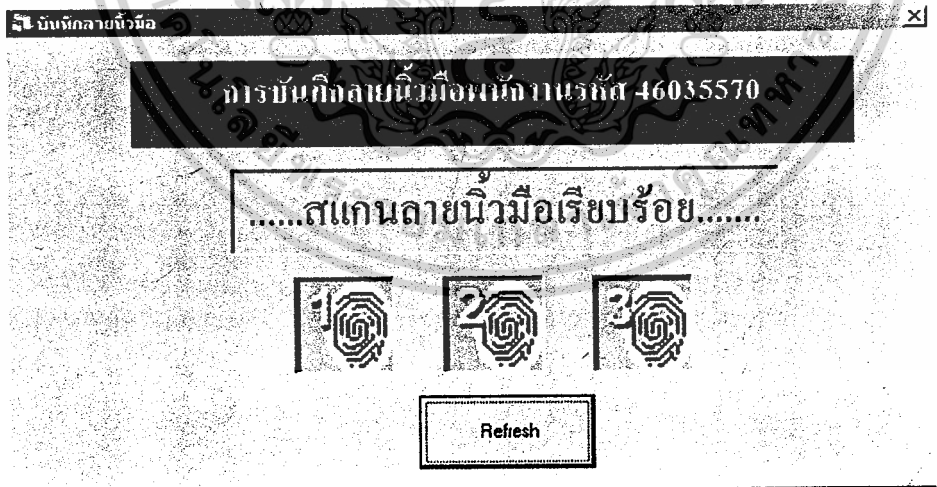 บันทึกลายนิ้วมือ
การบันทึกลายนิ้วมือพนักงานรหัส 46035570
......สแกนลายนิ้วมือเรียบร้อย.......
1 2 3
Refresh